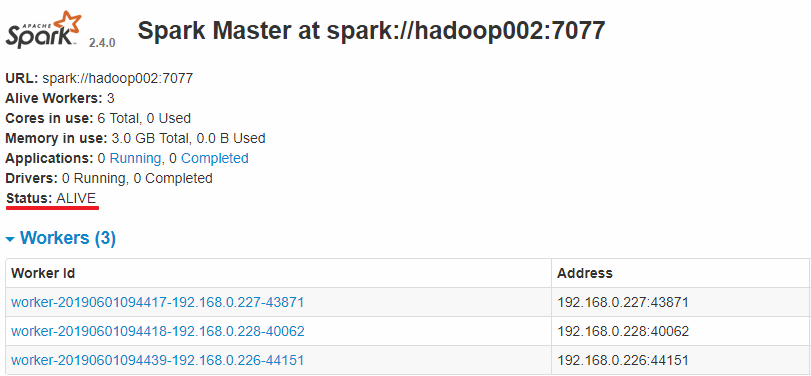 APACHE
Spark 2.4.0 Spark Master at spark://hadoop002:7077
URL: spark://hadoop002:7077
Alive Workers: 3
Cores in use: 6 Total, 0 Used
Memory in use: 3.0 GB Total, 0.0 B Used
Applications: 0 Running, 0 Completed
Drivers: 0 Running, 0 Completed
Status: ALIVE
Workers (3)
Worker Id Address
worker-20190601094417-192.168.0.227-43871 192.168.0.227:43871
worker-20190601094418-192.168.0.228-40062 192.168.0.228:40062
worker-20190601094439-192.168.0.226-44151 192.168.0.226:44151